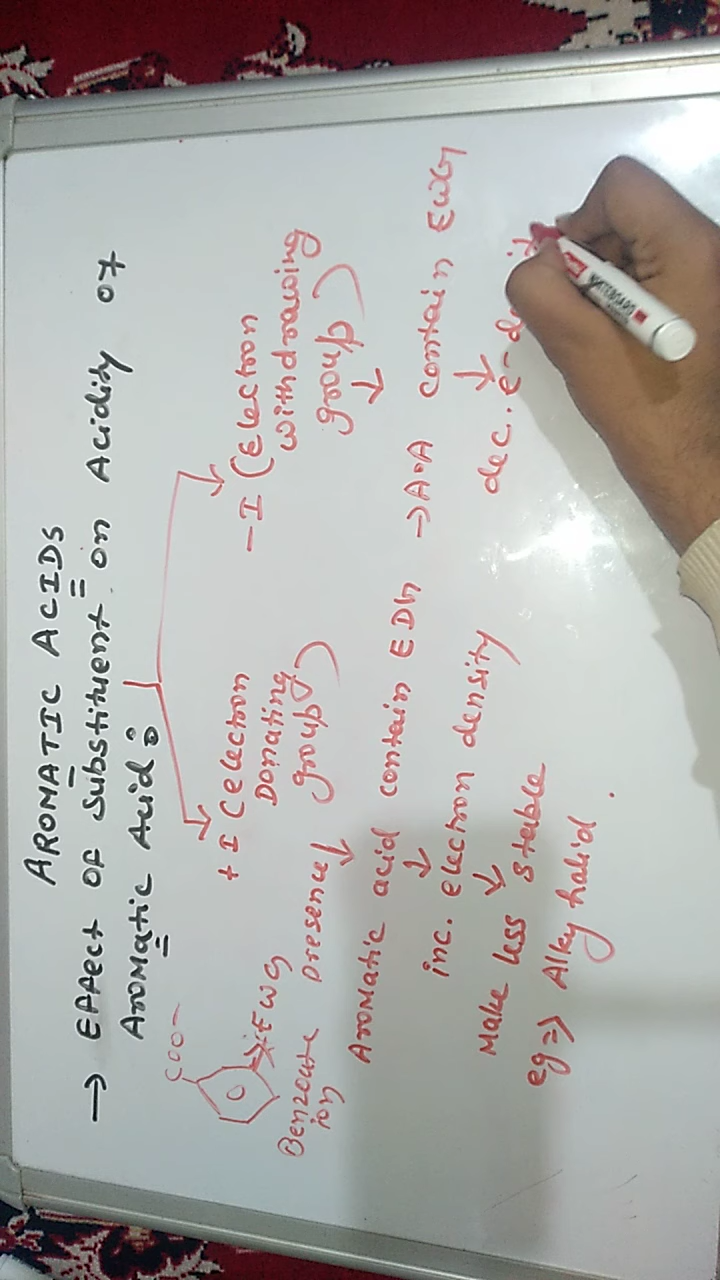 AROMATIC ACIDS
→ Effect of Substituent on Acidity of
Aromatic Acid:
COO⁻
EWG
Benzoate
ion
presence
+I (electron
Donating
group)
Aromatic acid contain EDG
inc. electron density
Make less stable
eg ⇒ Alkyl halid.
-I (Electron
withdrawing
group)
→ A.A contain EWG
dec. e-
WHITEBOARD